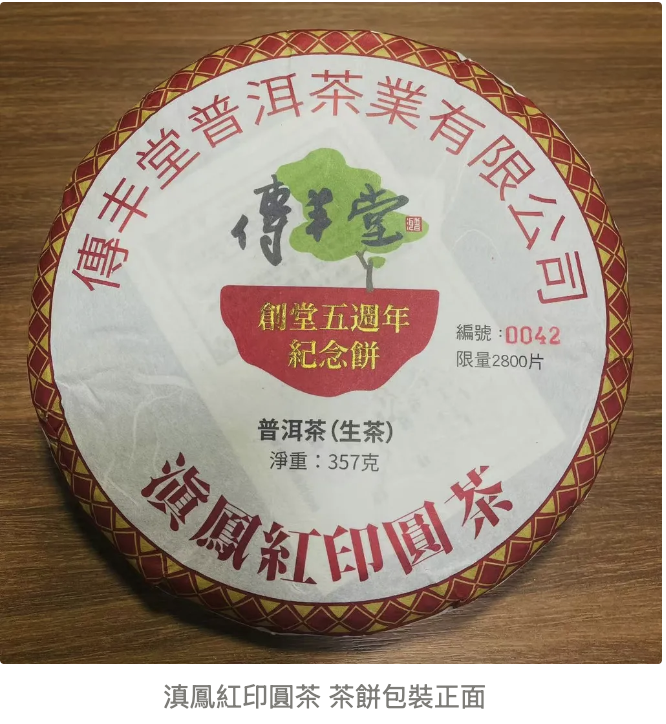 傳丰堂普洱茶業有限公司
傳丰堂
創堂五週年
紀念餅
編號:0042
限量2800片
普洱茶(生茶)
淨重：357克
滇鳳紅印圓茶
滇鳳紅印圓茶 茶餅包裝正面